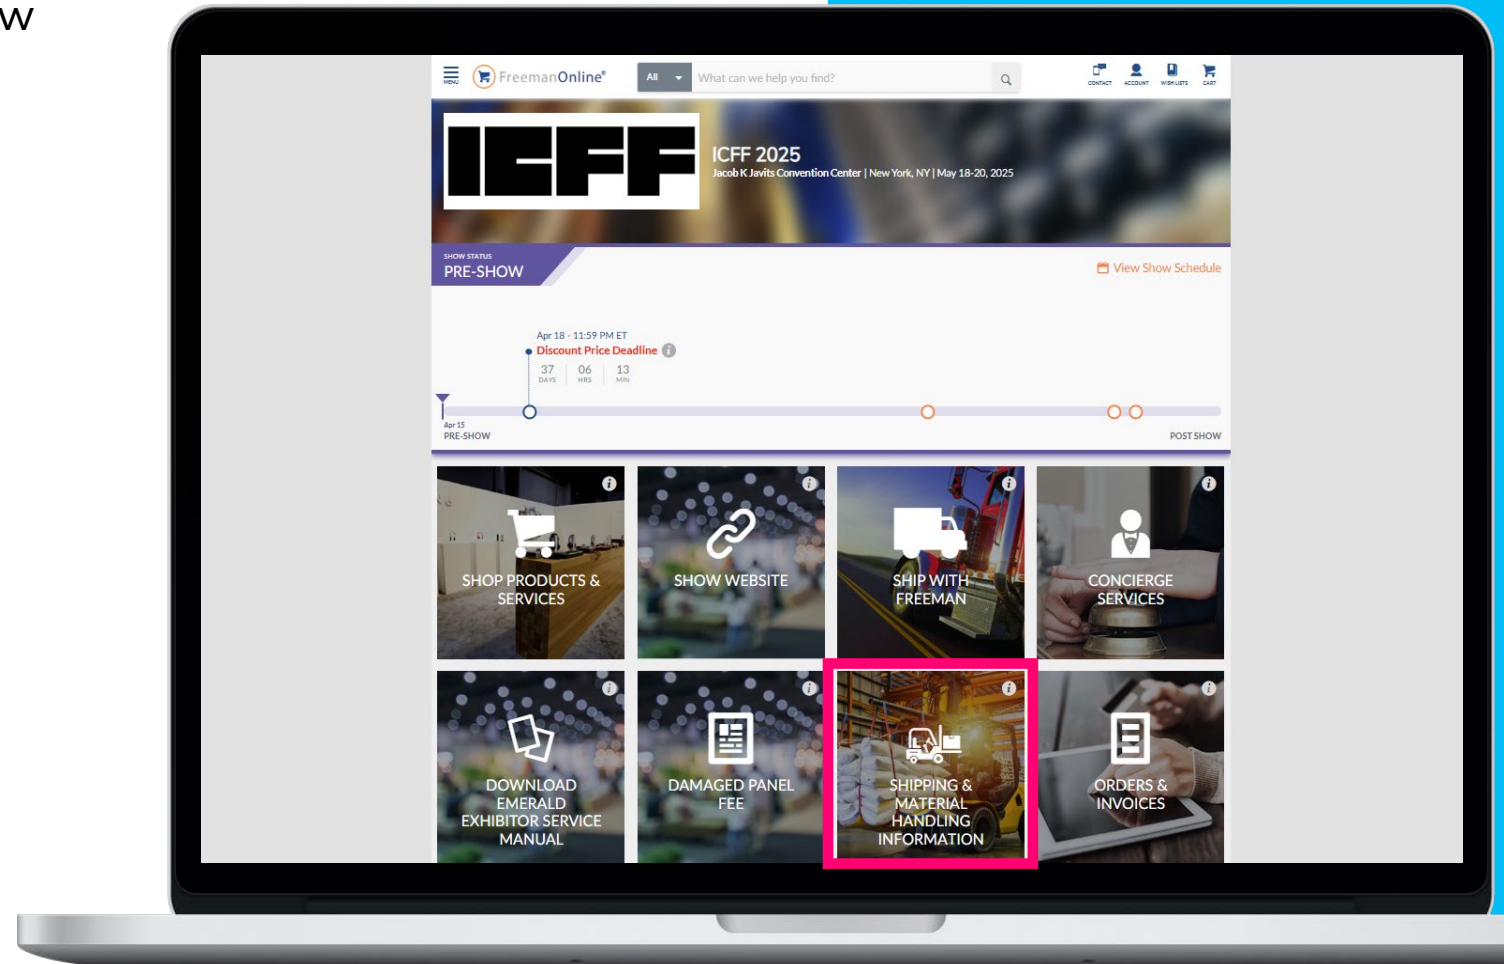 w
MENU
FreemanOnline®
All
What can we help you find?
CONTACT
ACCOUNT
WISH LISTS
CART
ICFF
ICFF 2025
Jacob K Javits Convention Center | New York, NY | May 18-20, 2025
SHOW STATUS
PRE-SHOW
View Show Schedule
Apr 18 - 11:59 PM ET
Discount Price Deadline
37 06 13
DAYS HRS MIN
Apr 15
PRE-SHOW
POST SHOW
SHOP PRODUCTS &
SERVICES
SHOW WEBSITE
SHIP WITH
FREEMAN
CONCIERGE
SERVICES
DOWNLOAD
EMERALD
EXHIBITOR SERVICE
MANUAL
DAMAGED PANEL
FEE
SHIPPING &
MATERIAL
HANDLING
INFORMATION
ORDERS &
INVOICES